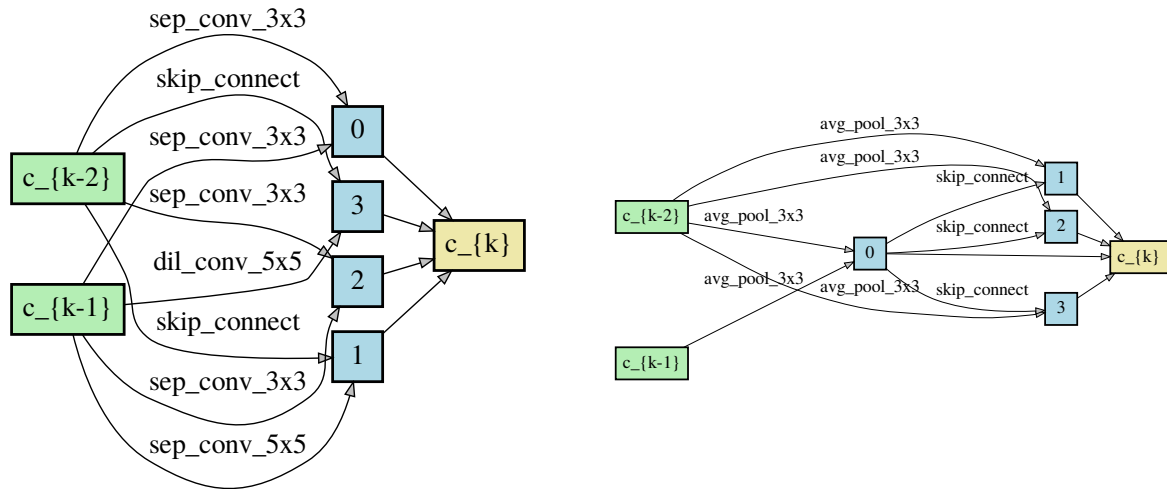 sep_conv_3x3
skip_connect
sep_conv_3x3
sep_conv_3x3
dil_conv_5x5
skip_connect
sep_conv_3x3
sep_conv_5x5
c_{k-2}
c_{k-1}
0
3
2
1
c_{k}
avg_pool_3x3
avg_pool_3x3
skip_connect
avg_pool_3x3
skip_connect
avg_pool_3x3
avg_pool_3x3
skip_connect
c_{k-2}
c_{k-1}
0
1
2
3
c_{k}